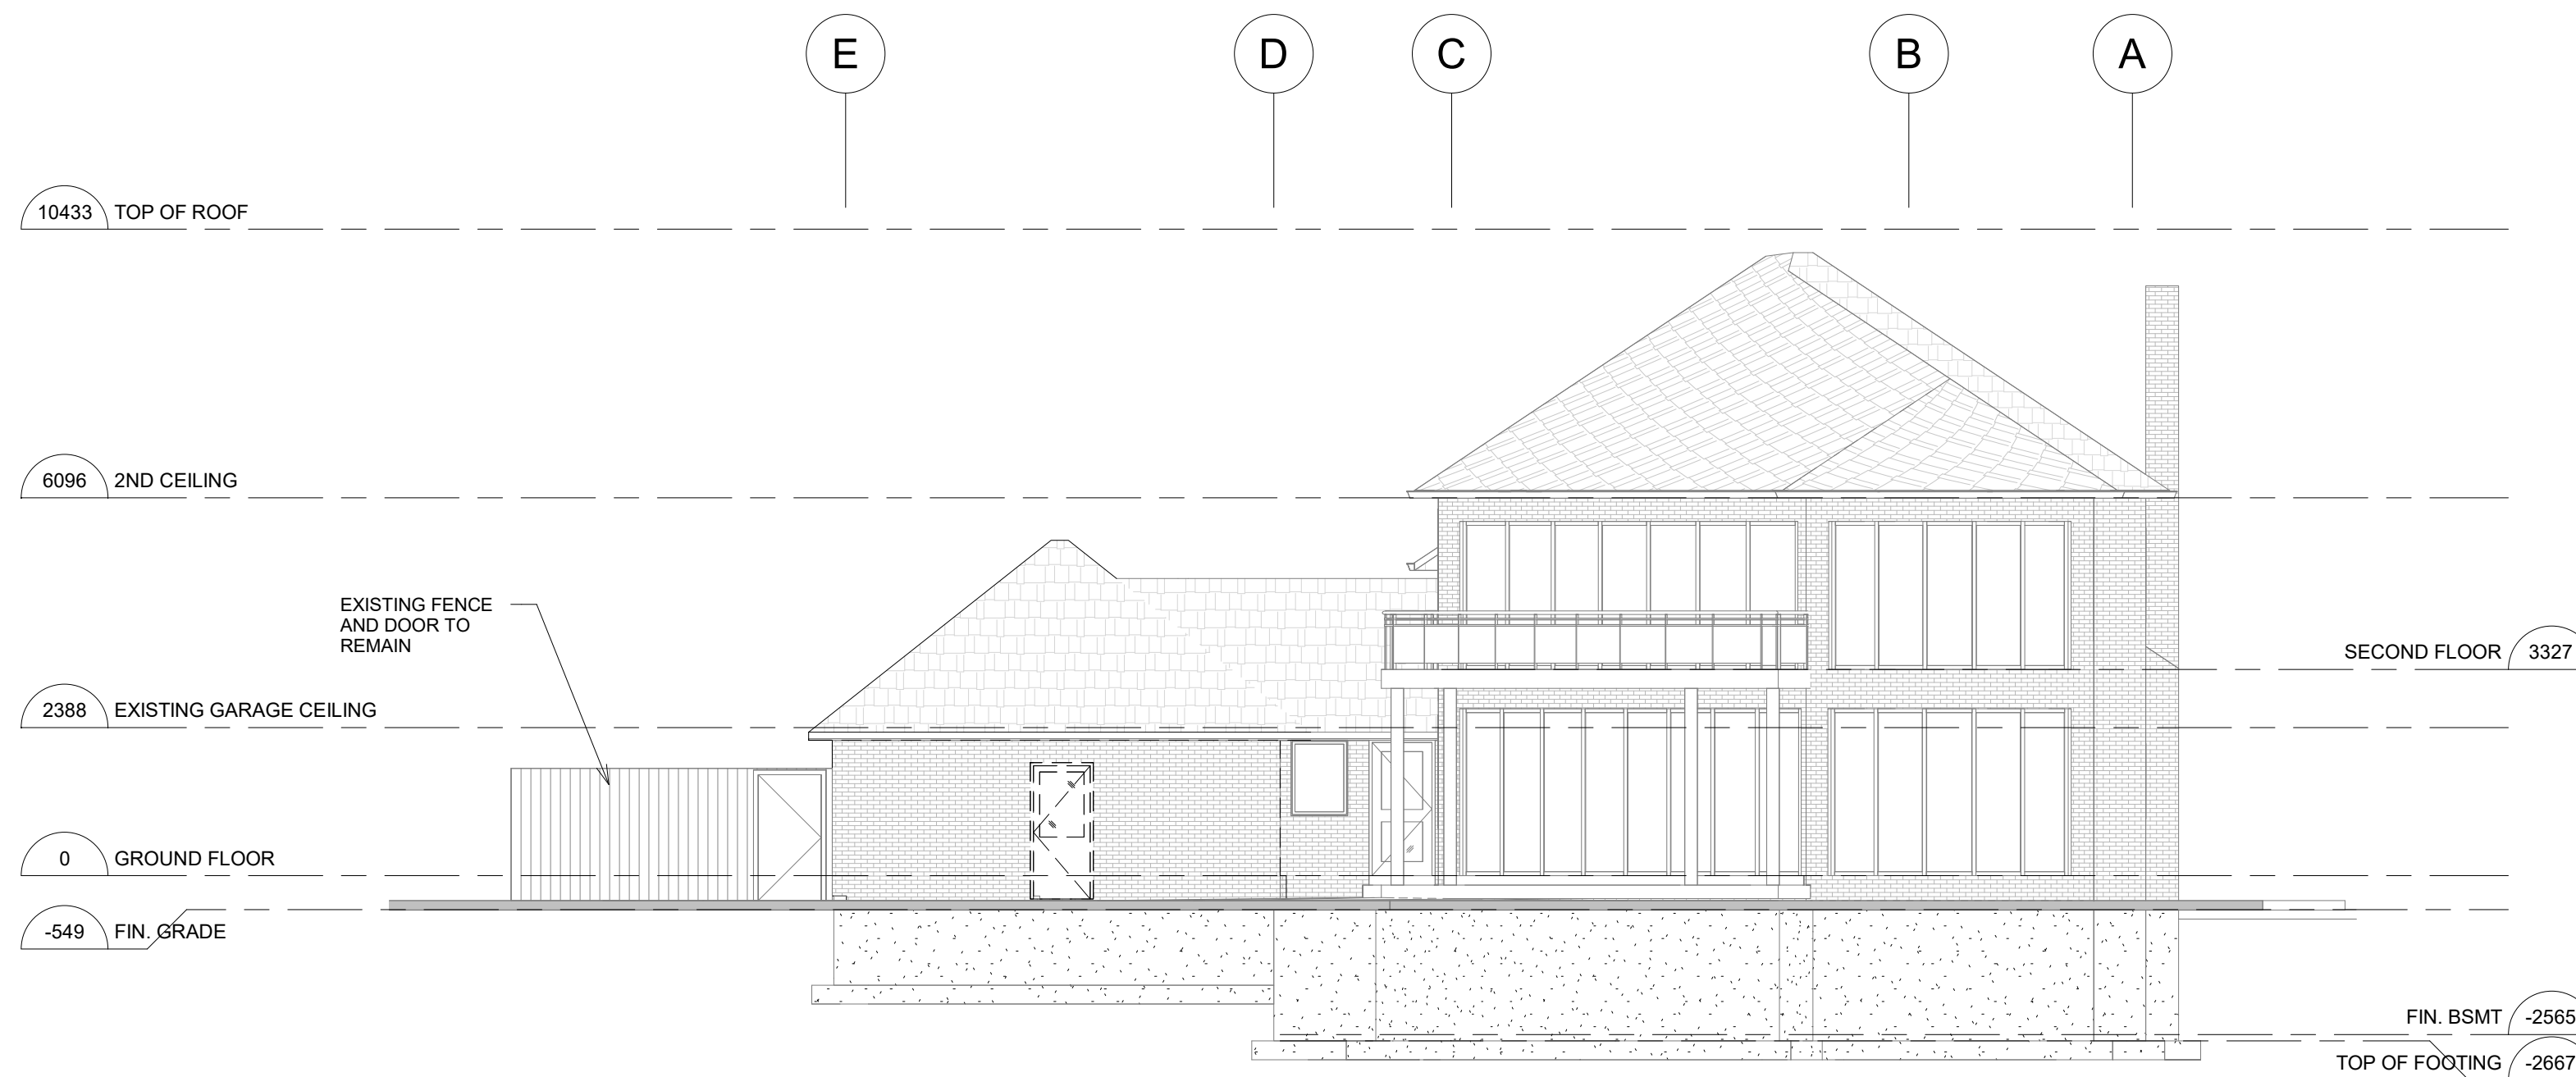 E
D
C
B
A
10433 TOP OF ROOF
6096 2ND CEILING
EXISTING FENCE
AND DOOR TO
REMAIN
SECOND FLOOR 3327
2388 EXISTING GARAGE CEILING
0 GROUND FLOOR
-549 FIN. GRADE
FIN. BSMT -2565
TOP OF FOOTING -2667